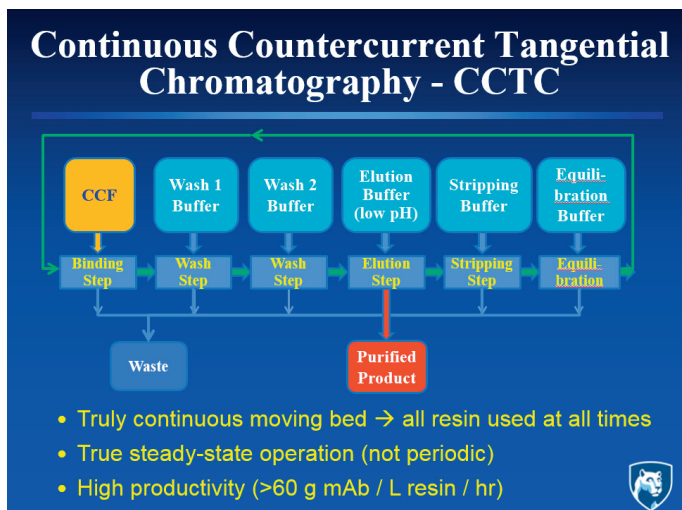 Continuous Countercurrent Tangential
Chromatography - CCTC
CCF
Wash 1
Buffer
Wash 2
Buffer
Elution
Buffer
(low pH)
Stripping
Buffer
Equili-
bration
Buffer
Binding
Step
Wash
Step
Wash
Step
Elution
Step
Stripping
Step
Equili-
bration
Waste
Purified
Product
• Truly continuous moving bed → all resin used at all times
• True steady-state operation (not periodic)
• High productivity (>60 g mAb / L resin / hr)